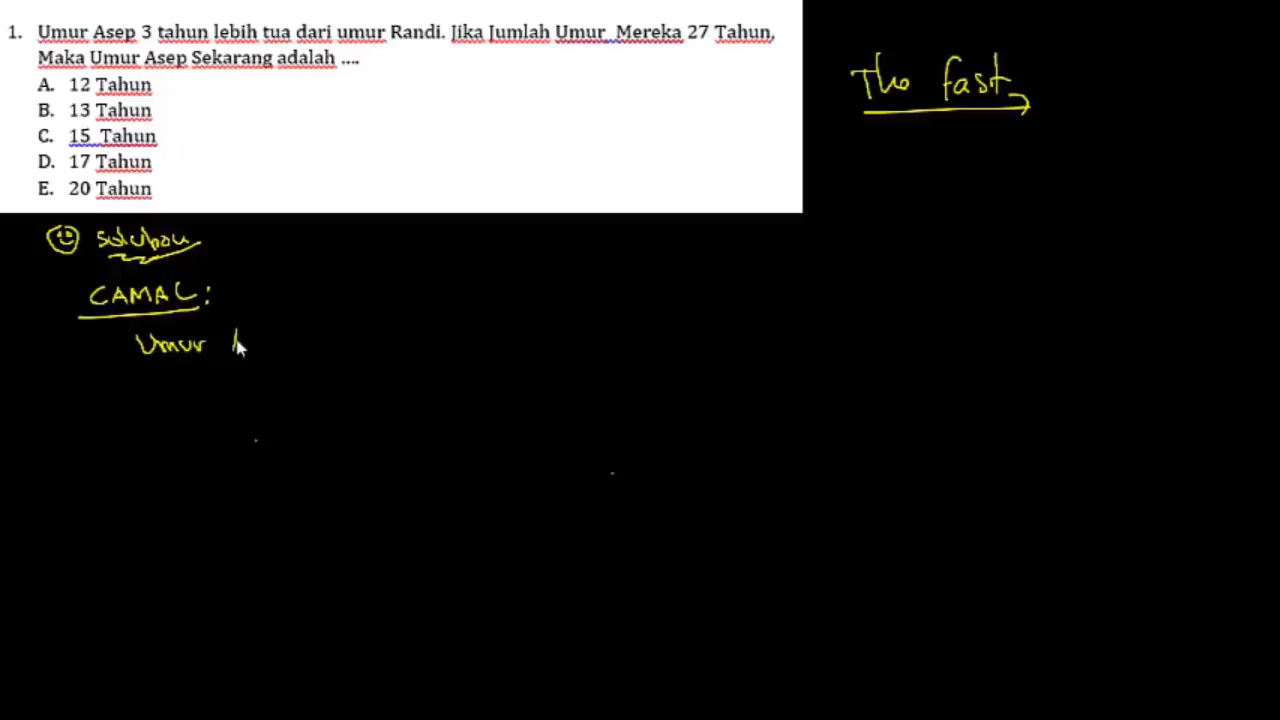 1. Umur Asep 3 tahun lebih tua dari umur Randi. Jika Jumlah Umur Mereka 27 Tahun,
Maka Umur Asep Sekarang adalah ....
A. 12 Tahun
B. 13 Tahun
C. 15 Tahun
D. 17 Tahun
E. 20 Tahun
The fast
CAMAC:
Umur